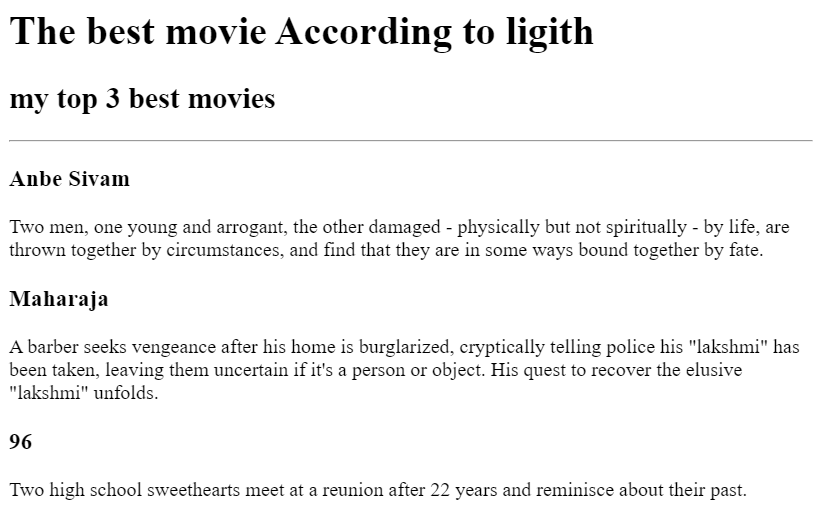 The best movie According to ligith
my top 3 best movies
Anbe Sivam
Two men, one young and arrogant, the other damaged - physically but not spiritually - by life, are
thrown together by circumstances, and find that they are in some ways bound together by fate.
Maharaja
A barber seeks vengeance after his home is burglarized, cryptically telling police his "lakshmi" has
been taken, leaving them uncertain if it's a person or object. His quest to recover the elusive
"lakshmi" unfolds.
96
Two high school sweethearts meet at a reunion after 22 years and reminisce about their past.